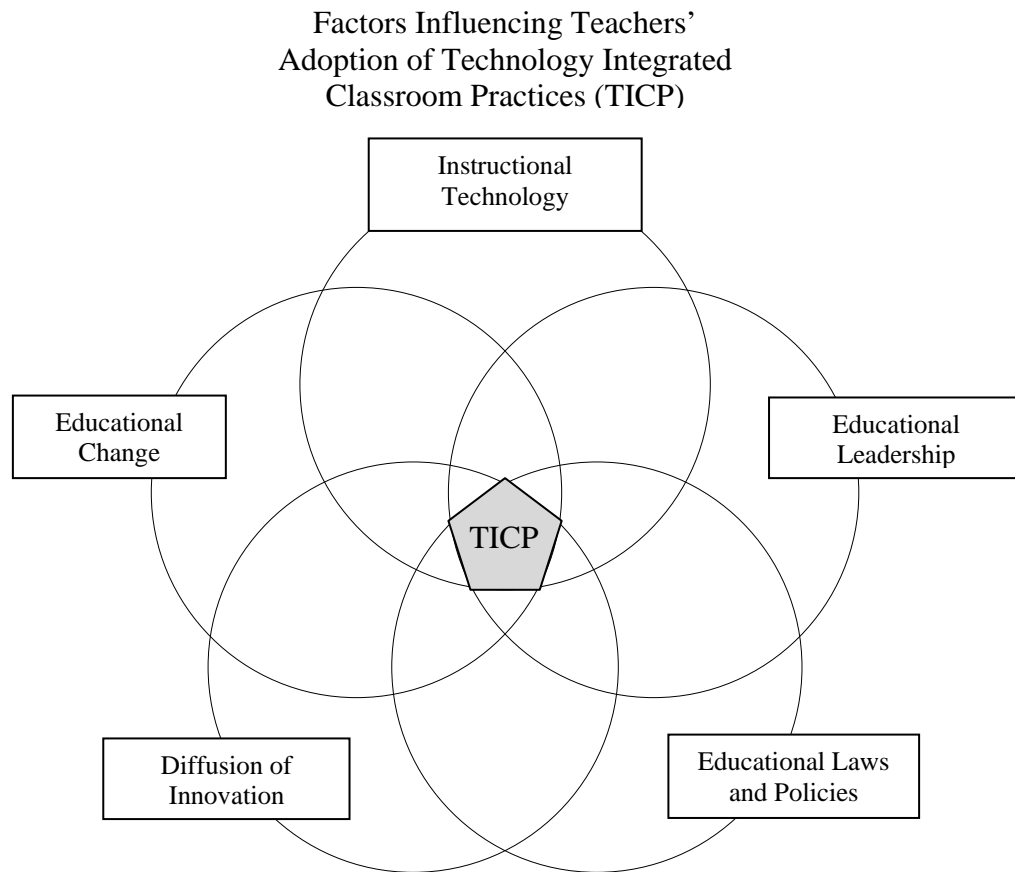 Factors Influencing Teachers’
Adoption of Technology Integrated
Classroom Practices (TICP)
Instructional
Technology
Educational
Change
Educational
Leadership
TICP
Diffusion of
Innovation
Educational Laws
and Policies